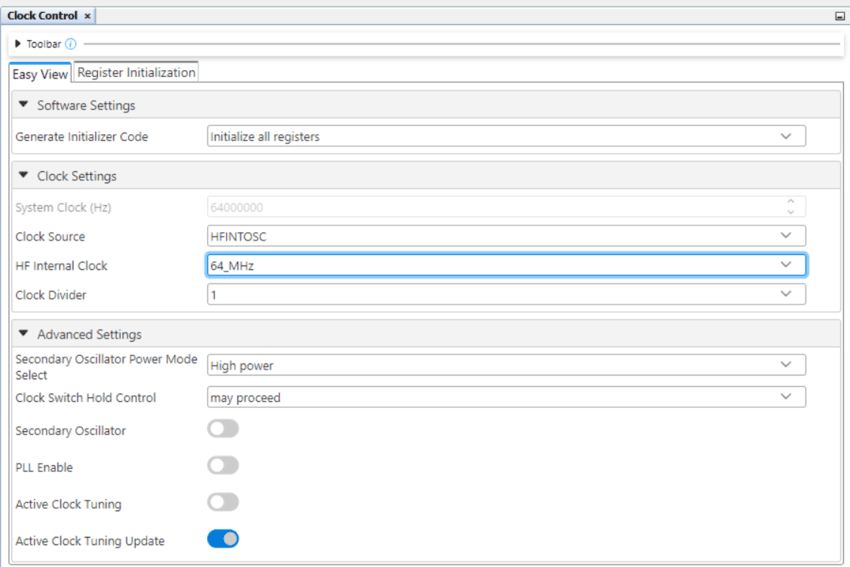 Clock Control ×
Toolbar
Easy View
Register Initialization
Software Settings
Generate Initializer Code
Initialize all registers
Clock Settings
System Clock (Hz)
64000000
Clock Source
HFINTOSC
HF Internal Clock
64_MHz
Clock Divider
1
Advanced Settings
Secondary Oscillator Power Mode
Select
High power
Clock Switch Hold Control
may proceed
Secondary Oscillator
PLL Enable
Active Clock Tuning
Active Clock Tuning Update